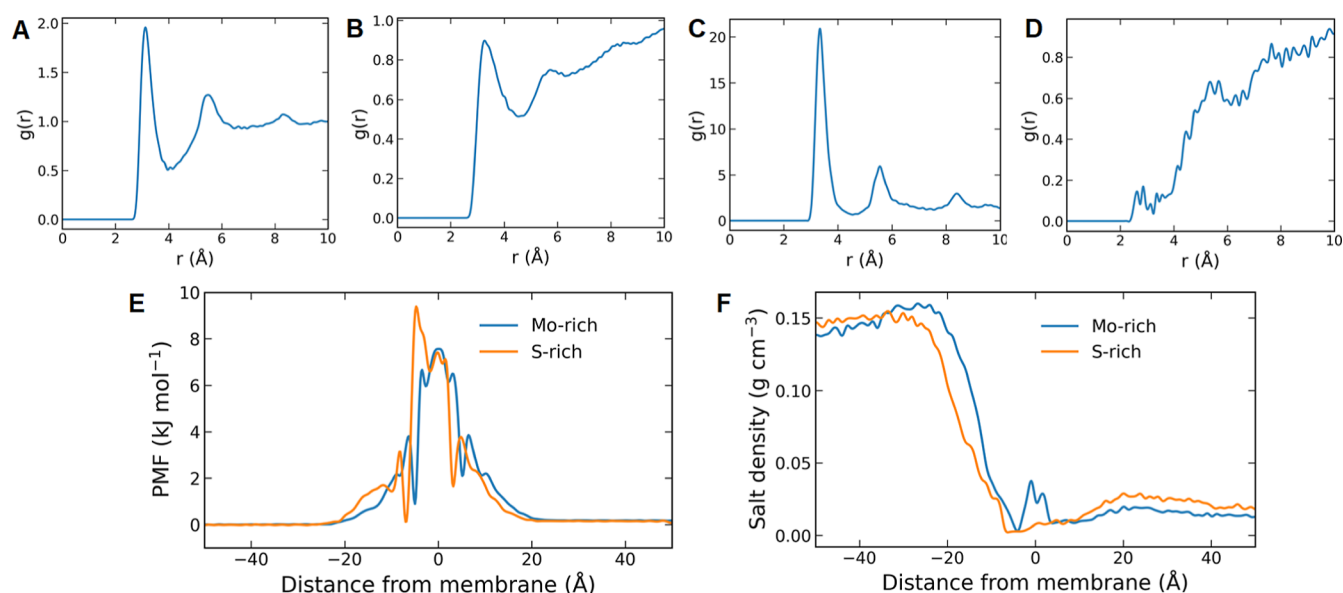 A
2.0
1.5
1.0
0.5
0.0
g(r)
0 2 4 6 8 10
r (Å)
B
1.0
0.8
0.6
0.4
0.2
0.0
g(r)
0 2 4 6 8 10
r (Å)
C
20
15
10
5
0
g(r)
0 2 4 6 8 10
r (Å)
D
0.8
0.6
0.4
0.2
0.0
g(r)
0 2 4 6 8 10
r (Å)
E
10
8
6
4
2
0
PMF (kJ mol⁻¹)
Mo-rich
S-rich
−40 −20 0 20 40
Distance from membrane (Å)
F
0.15
0.10
0.05
0.00
Salt density (g cm⁻³)
Mo-rich
S-rich
−40 −20 0 20 40
Distance from membrane (Å)